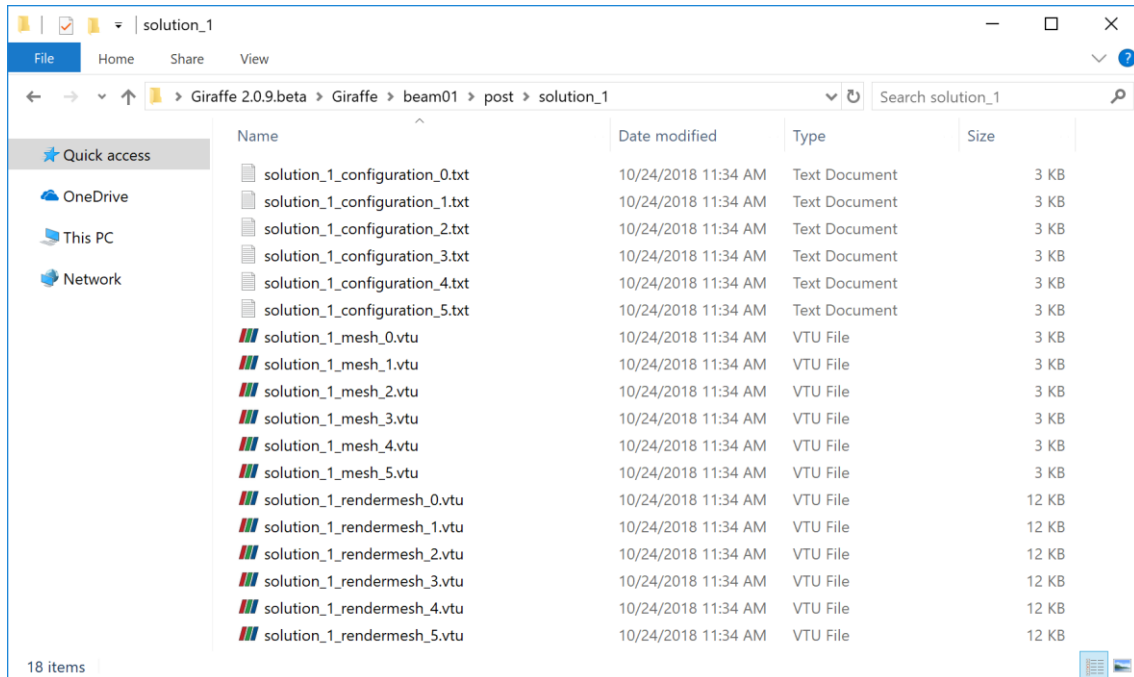 solution_1
File Home Share View
Giraffe 2.0.9.beta > Giraffe > beam01 > post > solution_1 Search solution_1
Name Date modified Type Size
Quick access
OneDrive
This PC
Network
solution_1_configuration_0.txt 10/24/2018 11:34 AM Text Document 3 KB
solution_1_configuration_1.txt 10/24/2018 11:34 AM Text Document 3 KB
solution_1_configuration_2.txt 10/24/2018 11:34 AM Text Document 3 KB
solution_1_configuration_3.txt 10/24/2018 11:34 AM Text Document 3 KB
solution_1_configuration_4.txt 10/24/2018 11:34 AM Text Document 3 KB
solution_1_configuration_5.txt 10/24/2018 11:34 AM Text Document 3 KB
solution_1_mesh_0.vtu 10/24/2018 11:34 AM VTU File 3 KB
solution_1_mesh_1.vtu 10/24/2018 11:34 AM VTU File 3 KB
solution_1_mesh_2.vtu 10/24/2018 11:34 AM VTU File 3 KB
solution_1_mesh_3.vtu 10/24/2018 11:34 AM VTU File 3 KB
solution_1_mesh_4.vtu 10/24/2018 11:34 AM VTU File 3 KB
solution_1_mesh_5.vtu 10/24/2018 11:34 AM VTU File 3 KB
solution_1_rendermesh_0.vtu 10/24/2018 11:34 AM VTU File 12 KB
solution_1_rendermesh_1.vtu 10/24/2018 11:34 AM VTU File 12 KB
solution_1_rendermesh_2.vtu 10/24/2018 11:34 AM VTU File 12 KB
solution_1_rendermesh_3.vtu 10/24/2018 11:34 AM VTU File 12 KB
solution_1_rendermesh_4.vtu 10/24/2018 11:34 AM VTU File 12 KB
solution_1_rendermesh_5.vtu 10/24/2018 11:34 AM VTU File 12 KB
18 items